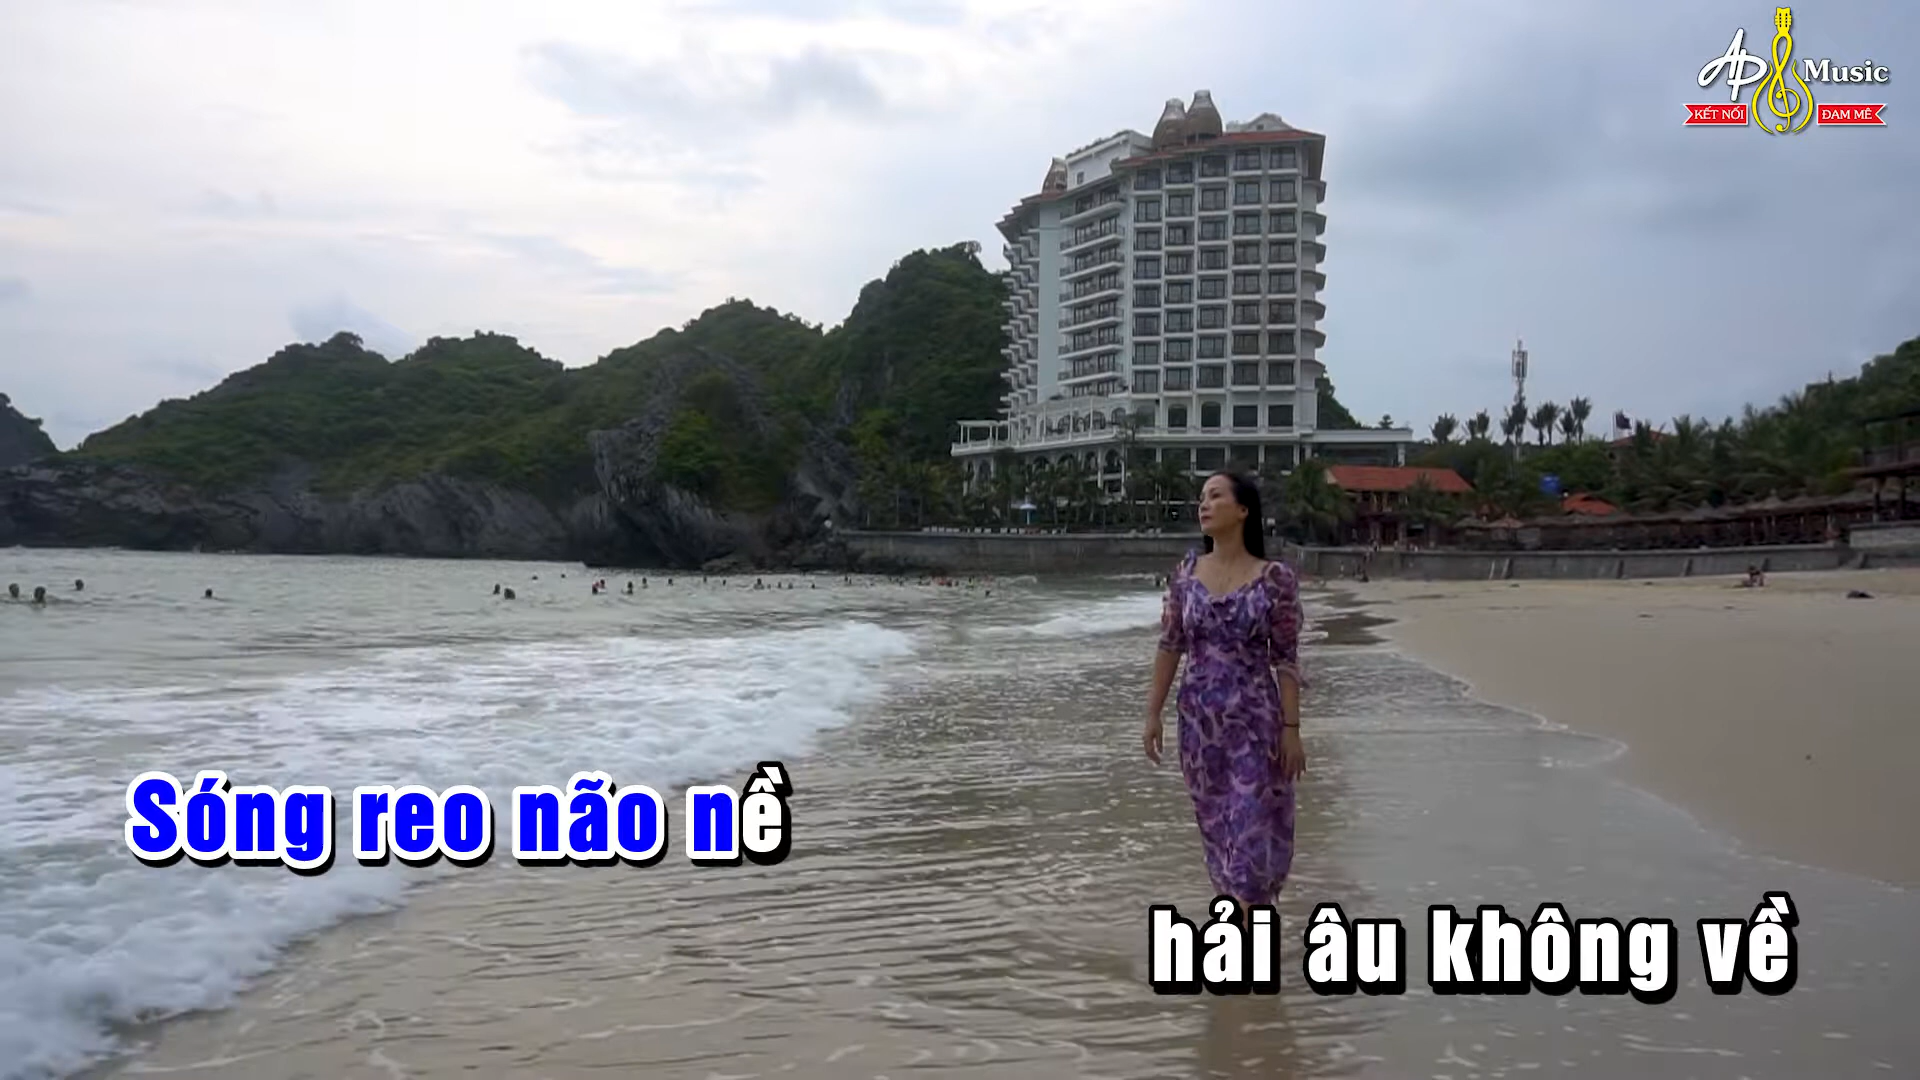 AP Music
KẾT NỐI ĐAM MÊ
Sóng reo não nề
hải âu không về